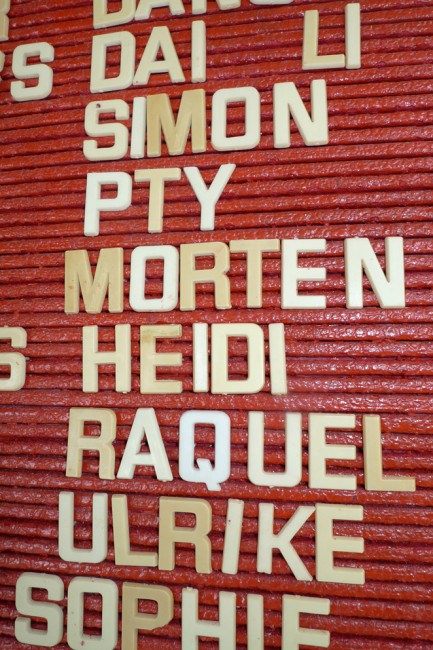 DAI LI
S
SIMON
PTY
MORTEN
HEIDI
S
RAQUEL
ULRIKE
SOPHIE